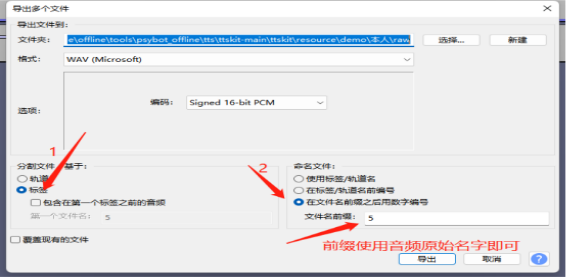 导出多个文件
导出文件到:
文件夹: e\offline\tools\psybot_offline\tts\ttskit-main\ttskit\resource\demo\本人\raw 选择... 新建
格式: WAV (Microsoft)
选项:
编码: Signed 16-bit PCM
1
2
分割文件 基于:
轨道
标签
包含在第一个标签之前的音频
第一个文件名: 5
命名文件:
使用标签/轨道名
在标签/轨道名前编号
在文件名前缀之后用数字编号
文件名前缀: 5
覆盖现有的文件
前缀使用音频原始名字即可
导出 取消 ?